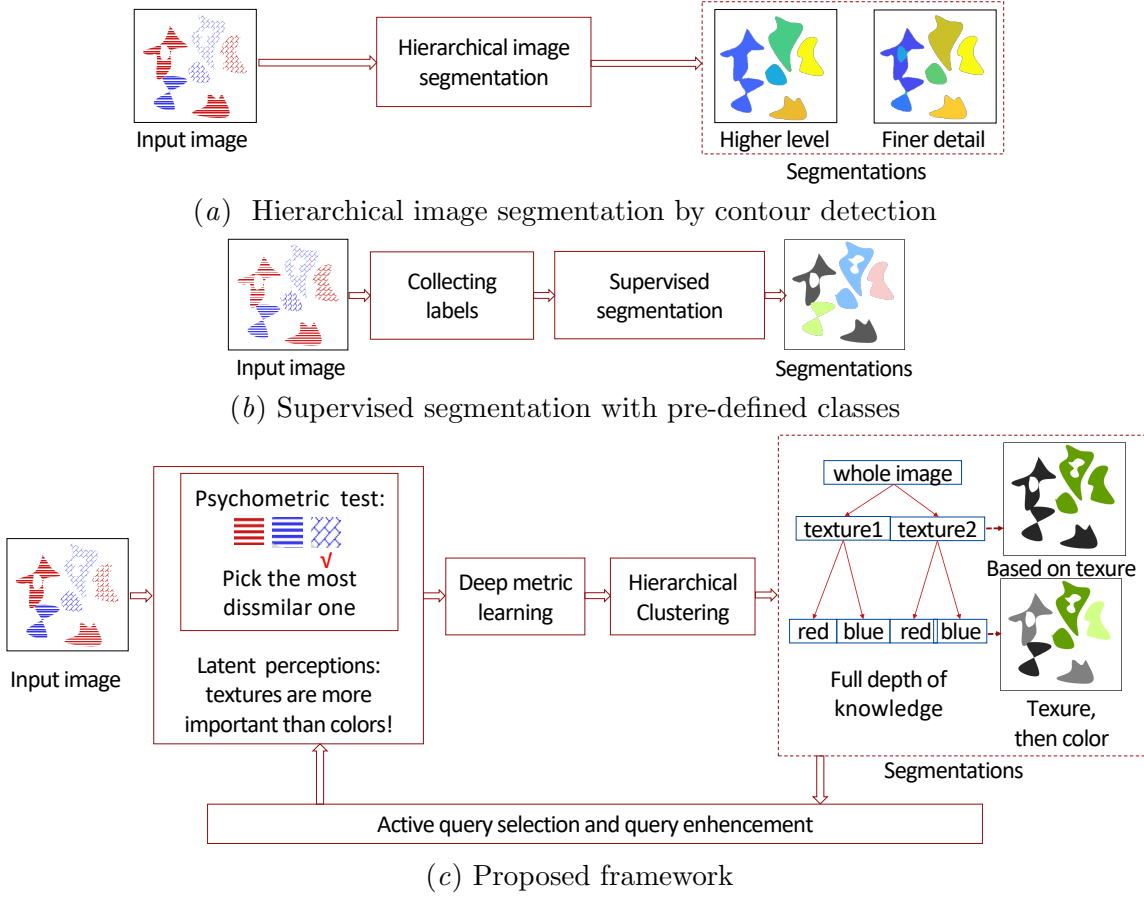 Hierarchical image
segmentation
Input image
Higher level
Finer detail
Segmentations
(a) Hierarchical image segmentation by contour detection
Collecting
labels
Supervised
segmentation
Input image
Segmentations
(b) Supervised segmentation with pre-defined classes
Psychometric test:
√
Pick the most
dissmilar one
Latent perceptions:
textures are more
important than colors!
Input image
Deep metric
learning
Hierarchical
Clustering
whole image
texture1
texture2
Based on texure
red
blue
red
blue
Full depth of
knowledge
Texure,
then color
Segmentations
Active query selection and query enhencement
(c) Proposed framework